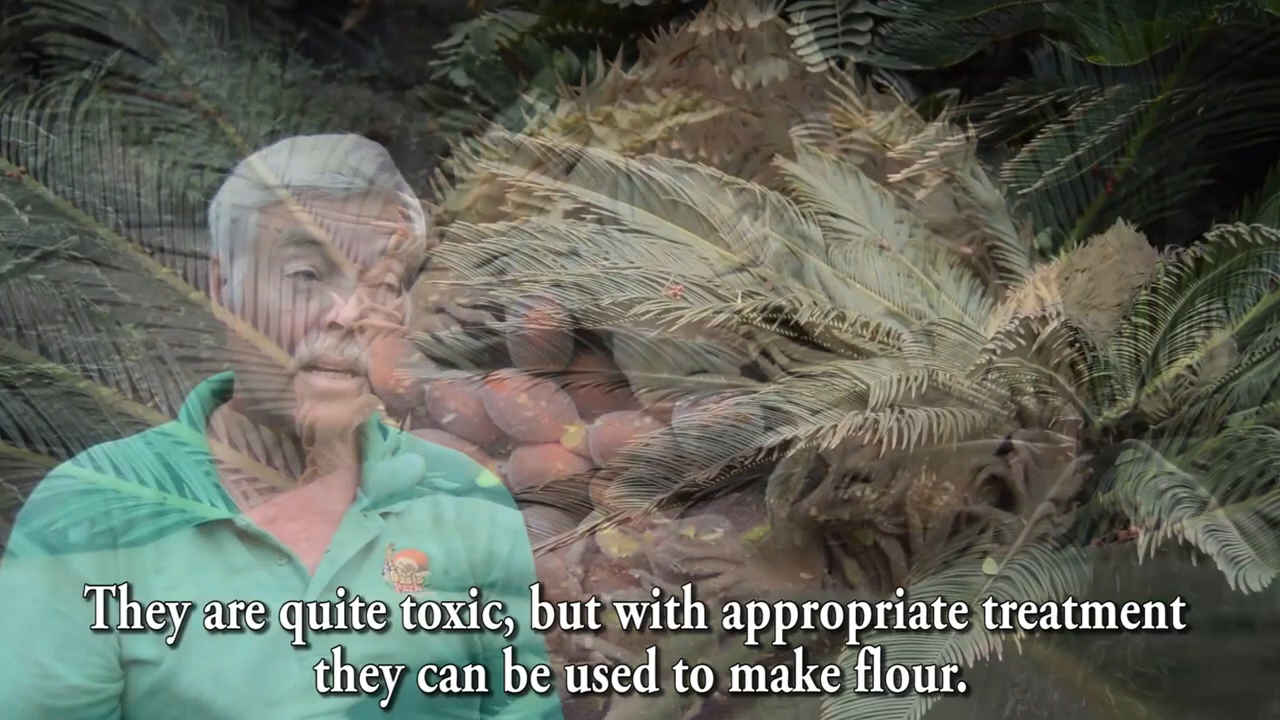 They are quite toxic, but with appropriate treatment
they can be used to make flour.